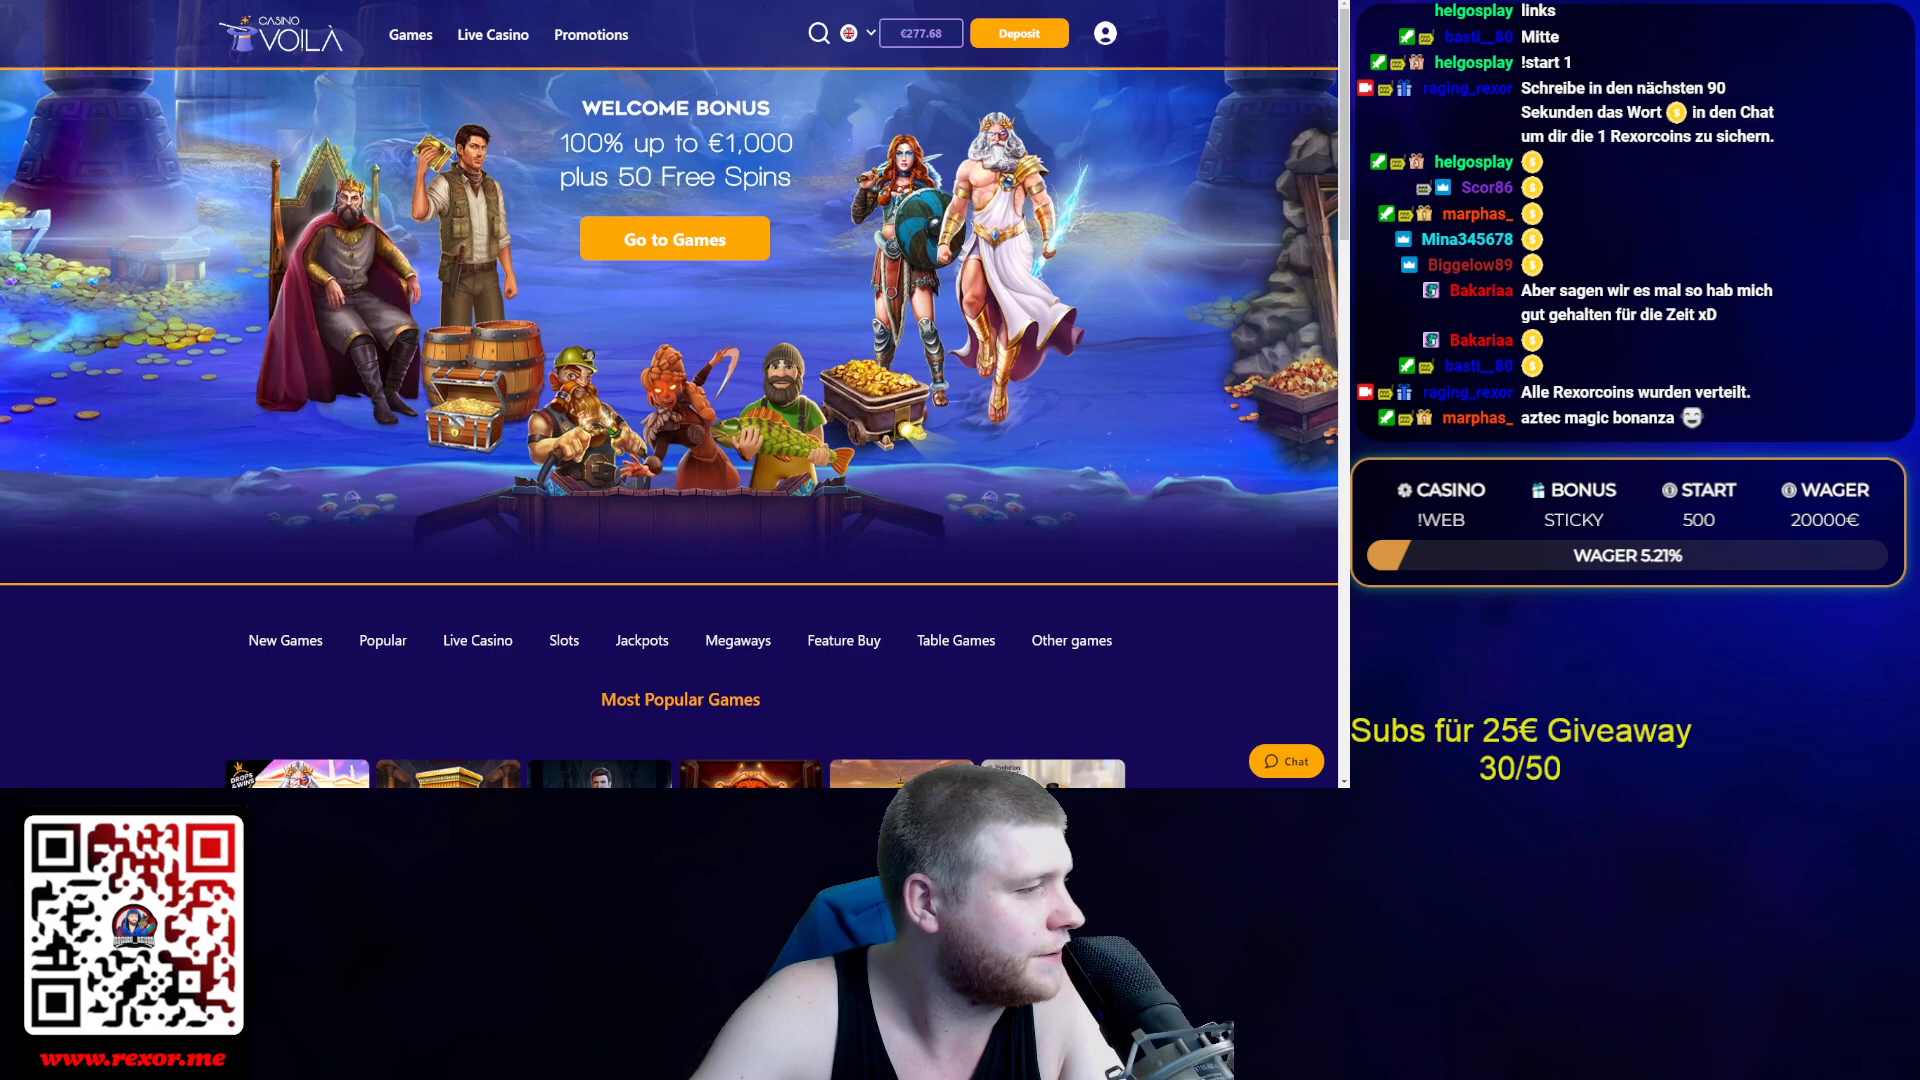 CASINO
VOILÀ
Games
Live Casino
Promotions
€277.68
Deposit
WELCOME BONUS
100% up to €1,000
plus 50 Free Spins
Go to Games
New Games
Popular
Live Casino
Slots
Jackpots
Megaways
Feature Buy
Table Games
Other games
Most Popular Games
DROPS
& WINS
Chat
helgosplay links
basti__80 Mitte
helgosplay !start 1
raging_rexor Schreibe in den nächsten 90
Sekunden das Wort in den Chat
um dir die 1 Rexorcoins zu sichern.
helgosplay
Scor86
marphas_
Mina345678
Biggelow89
Bakariaa Aber sagen wir es mal so hab mich
gut gehalten für die Zeit xD
Bakariaa
basti__80
raging_rexor Alle Rexorcoins wurden verteilt.
marphas_ aztec magic bonanza
CASINO BONUS START WAGER
!WEB STICKY 500 20000€
WAGER 5.21%
Subs für 25€ Giveaway
30/50
www.rexor.me